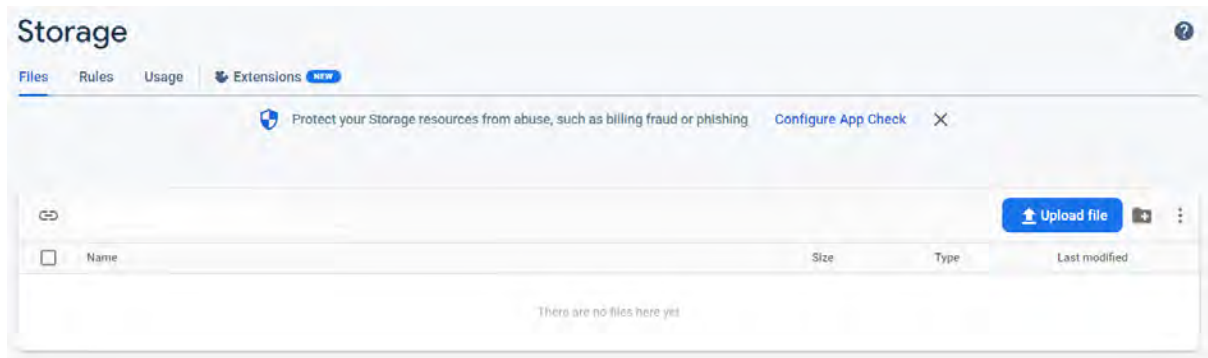 Storage
Files Rules Usage Extensions NEW
Protect your Storage resources from abuse, such as billing fraud or phishing Configure App Check
Upload file
Name Size Type Last modified
There are no files here yet